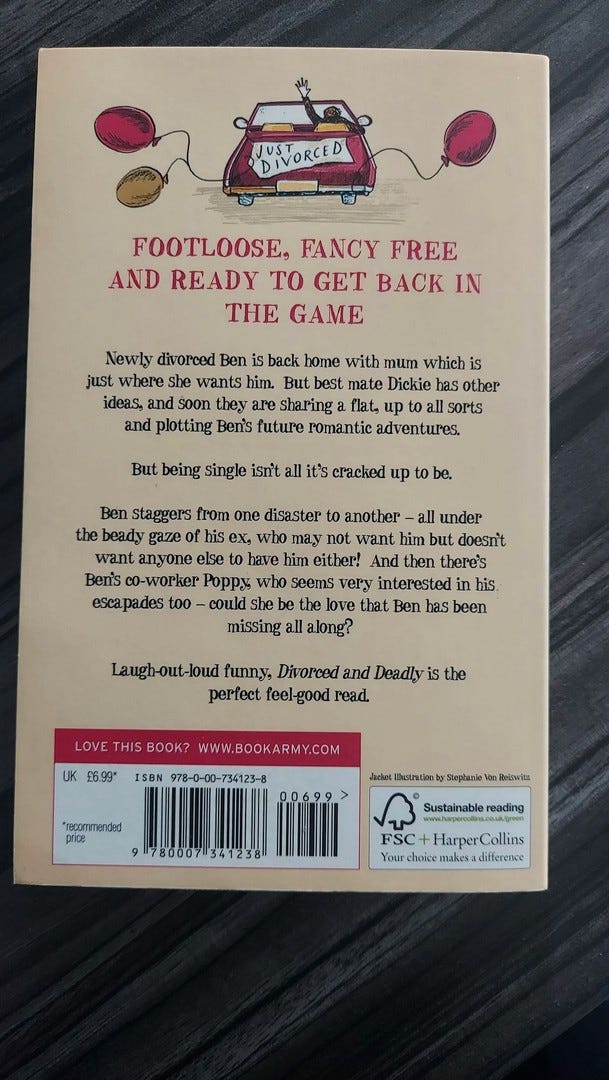 JUST
DIVORCED
FOOTLOOSE, FANCY FREE
AND READY TO GET BACK IN
THE GAME
Newly divorced Ben is back home with mum which is
just where she wants him. But best mate Dickie has other
ideas, and soon they are sharing a flat, up to all sorts
and plotting Ben's future romantic adventures.
But being single isn't all it's cracked up to be.
Ben staggers from one disaster to another – all under
the beady gaze of his ex, who may not want him but doesn't
want anyone else to have him either! And then there's
Ben's co-worker Poppy, who seems very interested in his
escapades too – could she be the love that Ben has been
missing all along?
Laugh-out-loud funny, Divorced and Deadly is the
perfect feel-good read.
LOVE THIS BOOK? WWW.BOOKARMY.COM
UK £6.99* ISBN 978-0-00-734123-8
00699 >
*recommended
price
9 780007 341238
Jacket Illustration by Stephanie Von Reiswitz
Sustainable reading
www.harpercollins.co.uk/green
FSC + HarperCollins
Your choice makes a difference